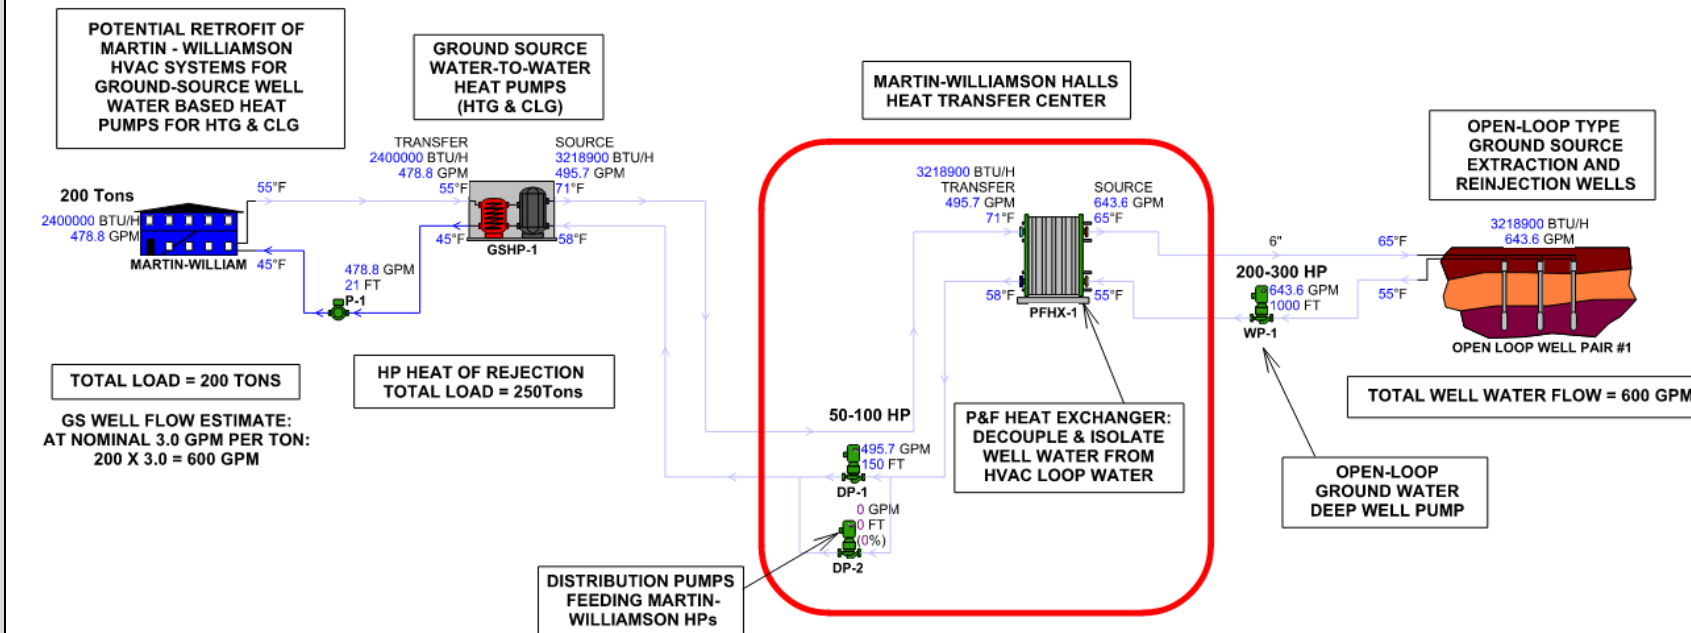 POTENTIAL RETROFIT OF
MARTIN - WILLIAMSON
HVAC SYSTEMS FOR
GROUND-SOURCE WELL
WATER BASED HEAT
PUMPS FOR HTG & CLG
GROUND SOURCE
WATER-TO-WATER
HEAT PUMPS
(HTG & CLG)
MARTIN-WILLIAMSON HALLS
HEAT TRANSFER CENTER
OPEN-LOOP TYPE
GROUND SOURCE
EXTRACTION AND
REINJECTION WELLS
200 Tons
2400000 BTU/H
478.8 GPM
MARTIN-WILLIAM
55°F
45°F
TRANSFER
2400000 BTU/H
478.8 GPM
55°F
45°F
SOURCE
3218900 BTU/H
495.7 GPM
71°F
58°F
GSHP-1
478.8 GPM
21 FT
P-1
3218900 BTU/H
TRANSFER
495.7 GPM
71°F
58°F
SOURCE
643.6 GPM
65°F
55°F
PFHX-1
6"
65°F
55°F
200-300 HP
643.6 GPM
1000 FT
WP-1
3218900 BTU/H
643.6 GPM
OPEN LOOP WELL PAIR #1
TOTAL LOAD = 200 TONS
GS WELL FLOW ESTIMATE:
AT NOMINAL 3.0 GPM PER TON:
200 X 3.0 = 600 GPM
HP HEAT OF REJECTION
TOTAL LOAD = 250Tons
50-100 HP
495.7 GPM
150 FT
DP-1
0 GPM
0 FT
(0%)
DP-2
P&F HEAT EXCHANGER:
DECOUPLE & ISOLATE
WELL WATER FROM
HVAC LOOP WATER
TOTAL WELL WATER FLOW = 600 GPM
OPEN-LOOP
GROUND WATER
DEEP WELL PUMP
DISTRIBUTION PUMPS
FEEDING MARTIN-
WILLIAMSON HPs